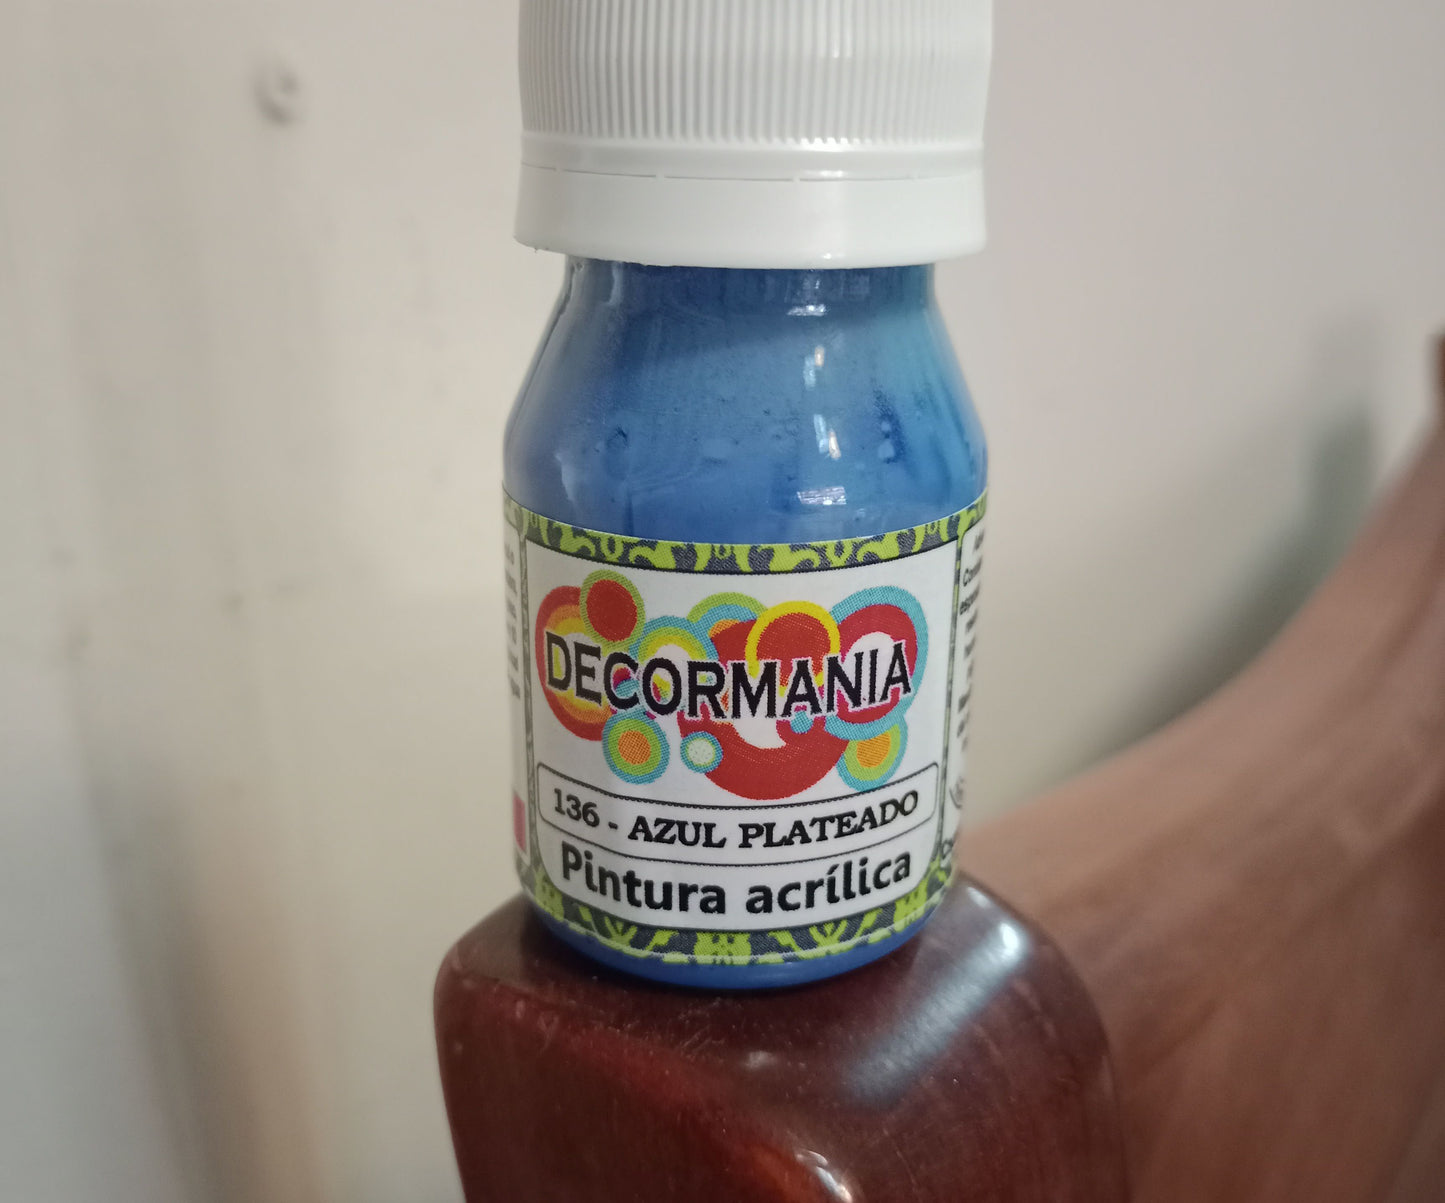 DECORMANIA
136 - AZUL PLATEADO
Pintura acrílica